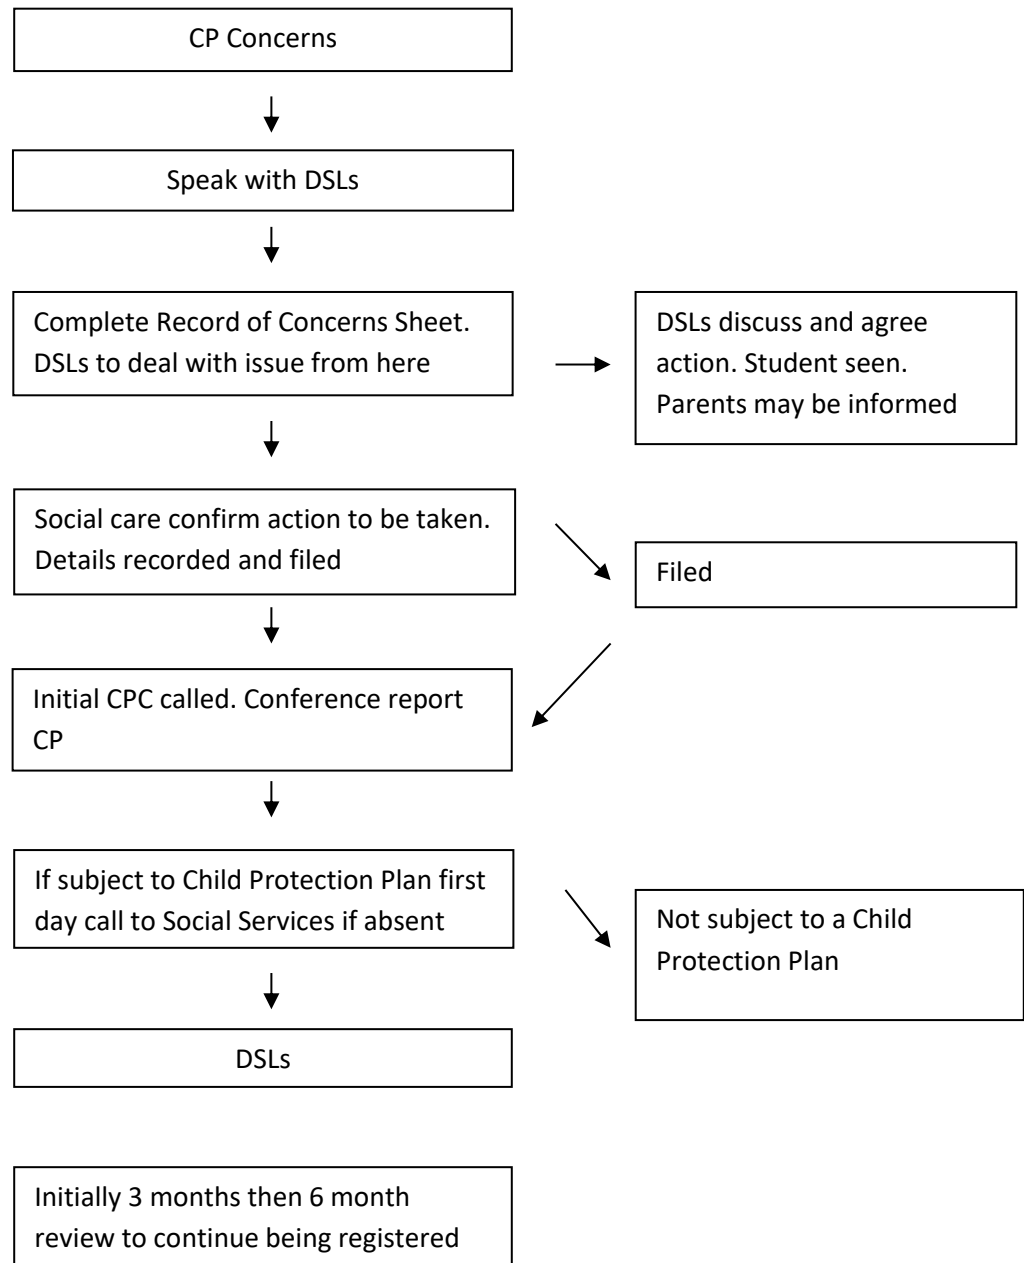 CP Concerns
Speak with DSLs
Complete Record of Concerns Sheet.
DSLs to deal with issue from here
DSLs discuss and agree
action. Student seen.
Parents may be informed
Social care confirm action to be taken.
Details recorded and filed
Filed
Initial CPC called. Conference report
CP
If subject to Child Protection Plan first
day call to Social Services if absent
Not subject to a Child
Protection Plan
DSLs
Initially 3 months then 6 month
review to continue being registered